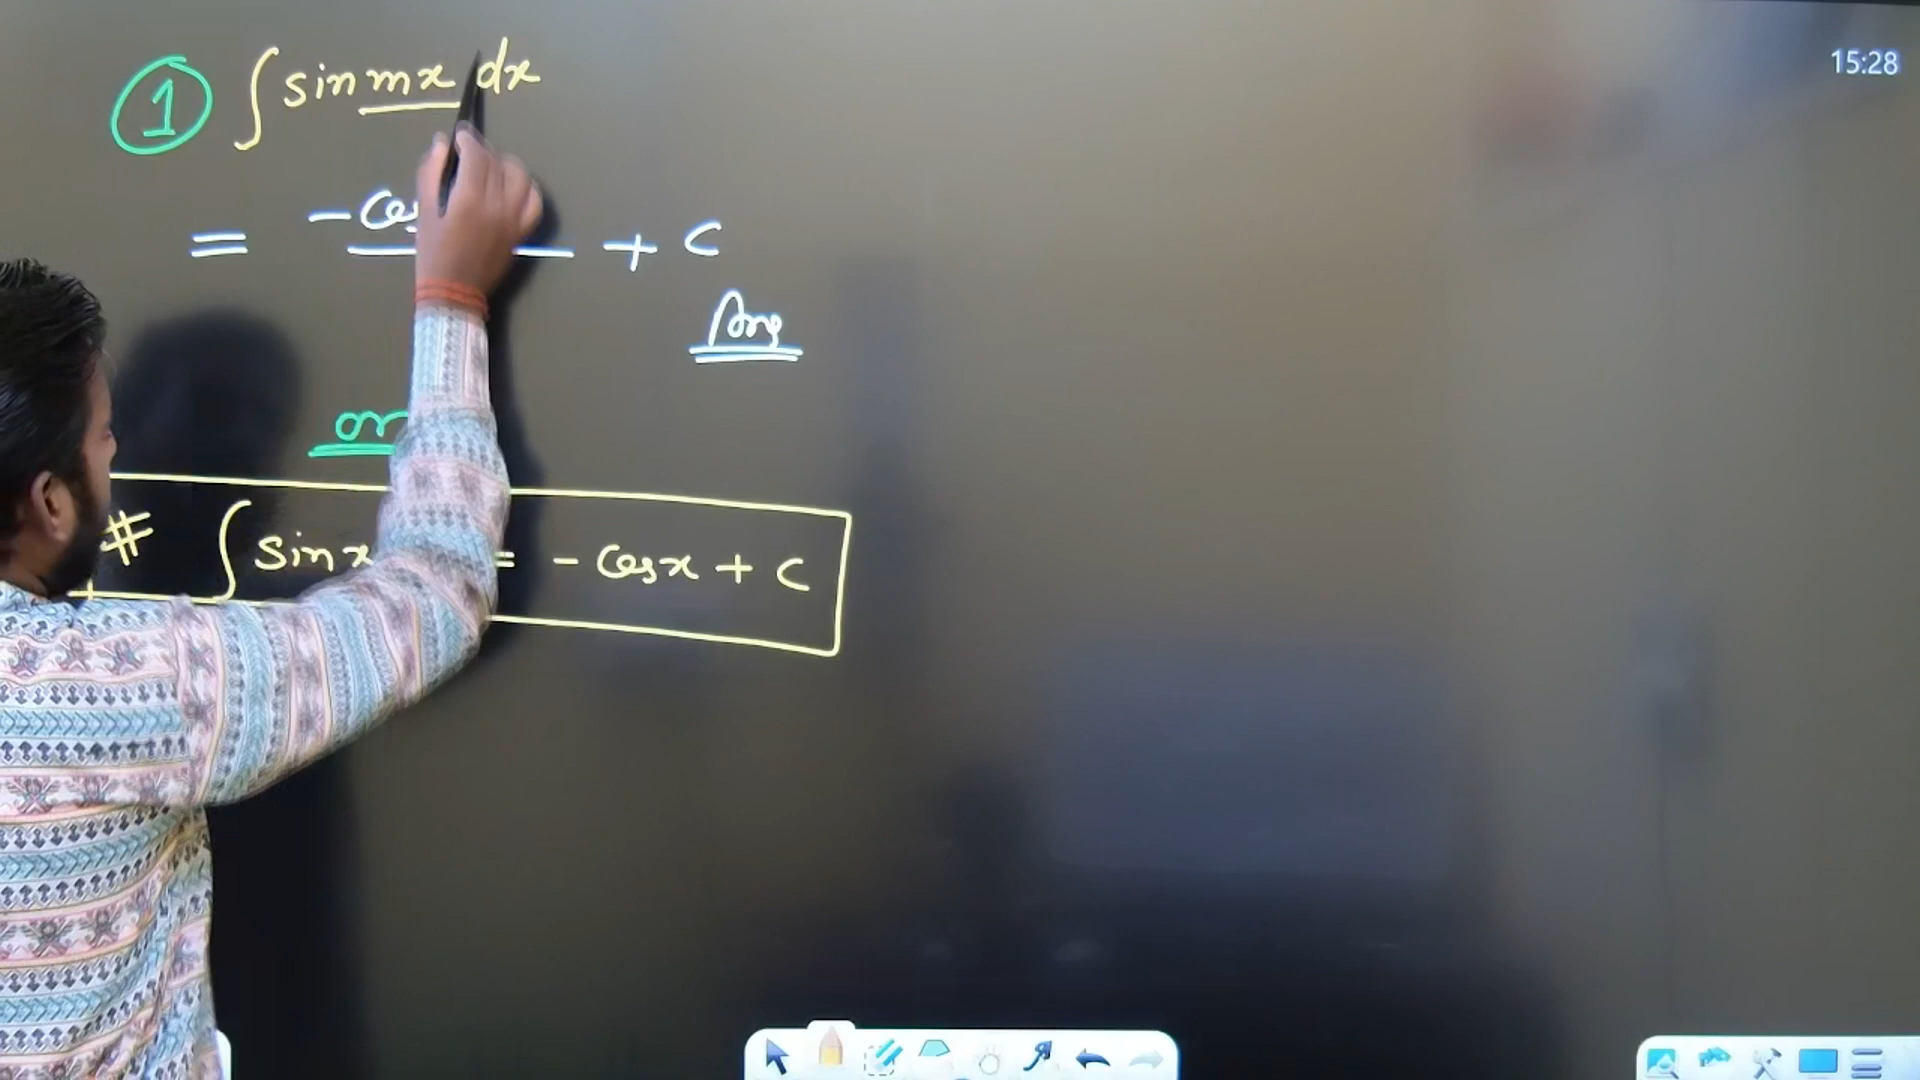 15:28
① ∫ sin mx dx
= -cos + c
Ans
or
# ∫ sin x = - cos x + c